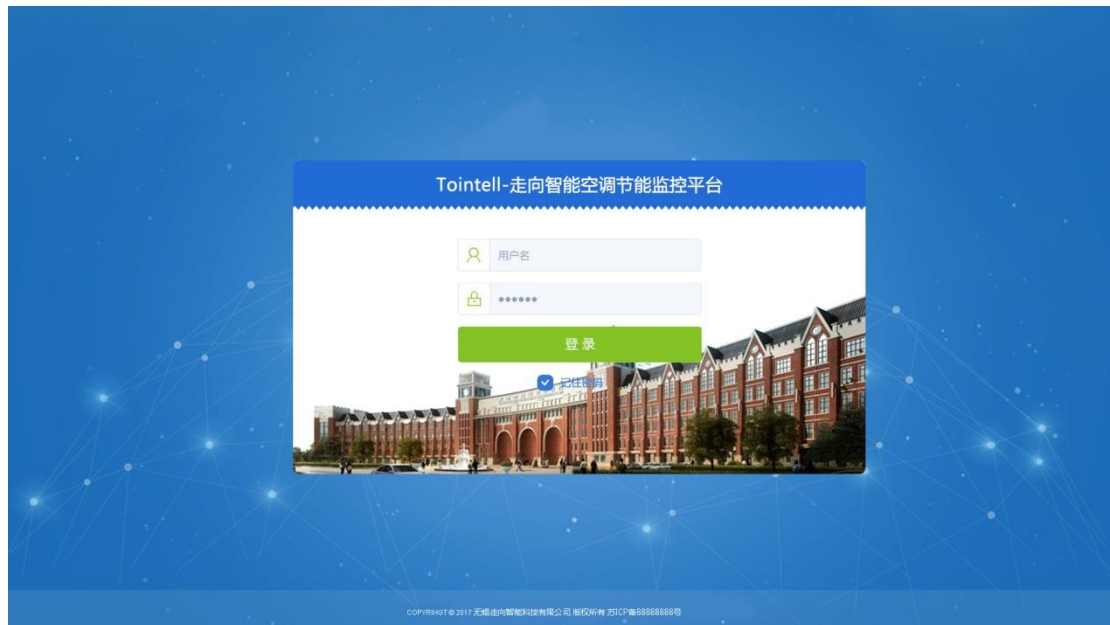 Tointell-走向智能空调节能监控平台
用户名
••••••
登 录
记住密码
COPYRIHGT © 2017 无锡走向智能科技有限公司 版权所有 苏ICP备88888888号